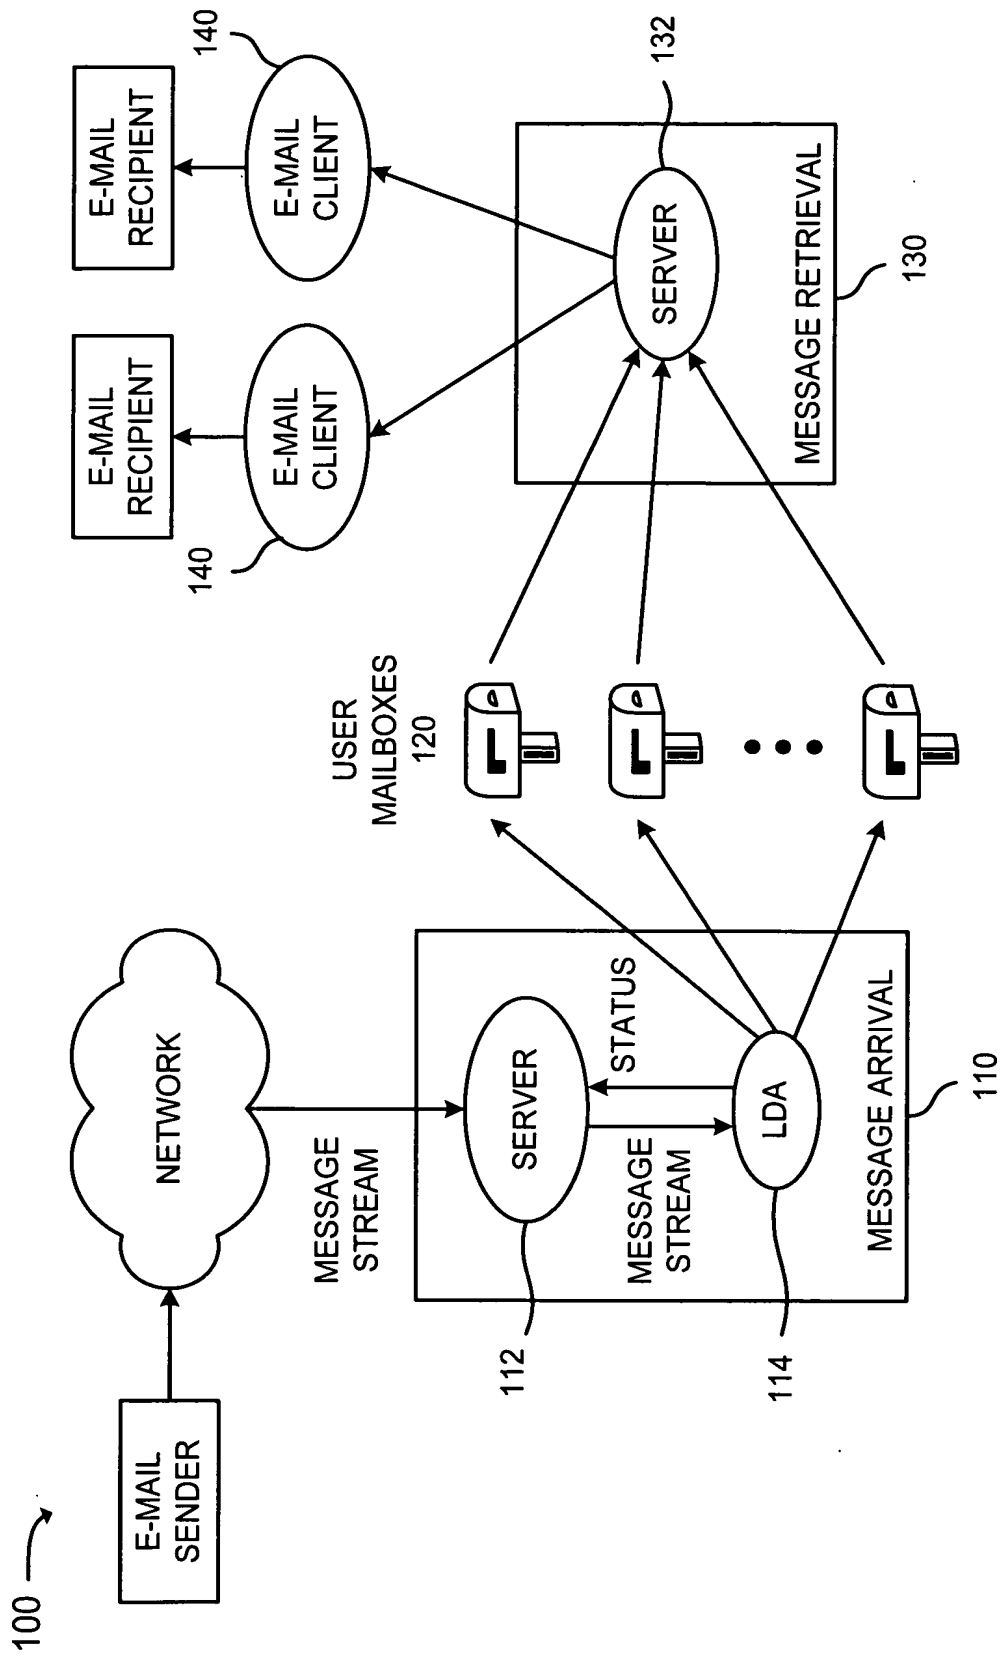 100
E-MAIL
SENDER
NETWORK
MESSAGE
STREAM
112
SERVER
MESSAGE
STREAM
STATUS
114
LDA
MESSAGE ARRIVAL
110
USER
MAILBOXES
120
E-MAIL
RECIPIENT
E-MAIL
RECIPIENT
140
E-MAIL
CLIENT
E-MAIL
CLIENT
140
SERVER
132
MESSAGE RETRIEVAL
130